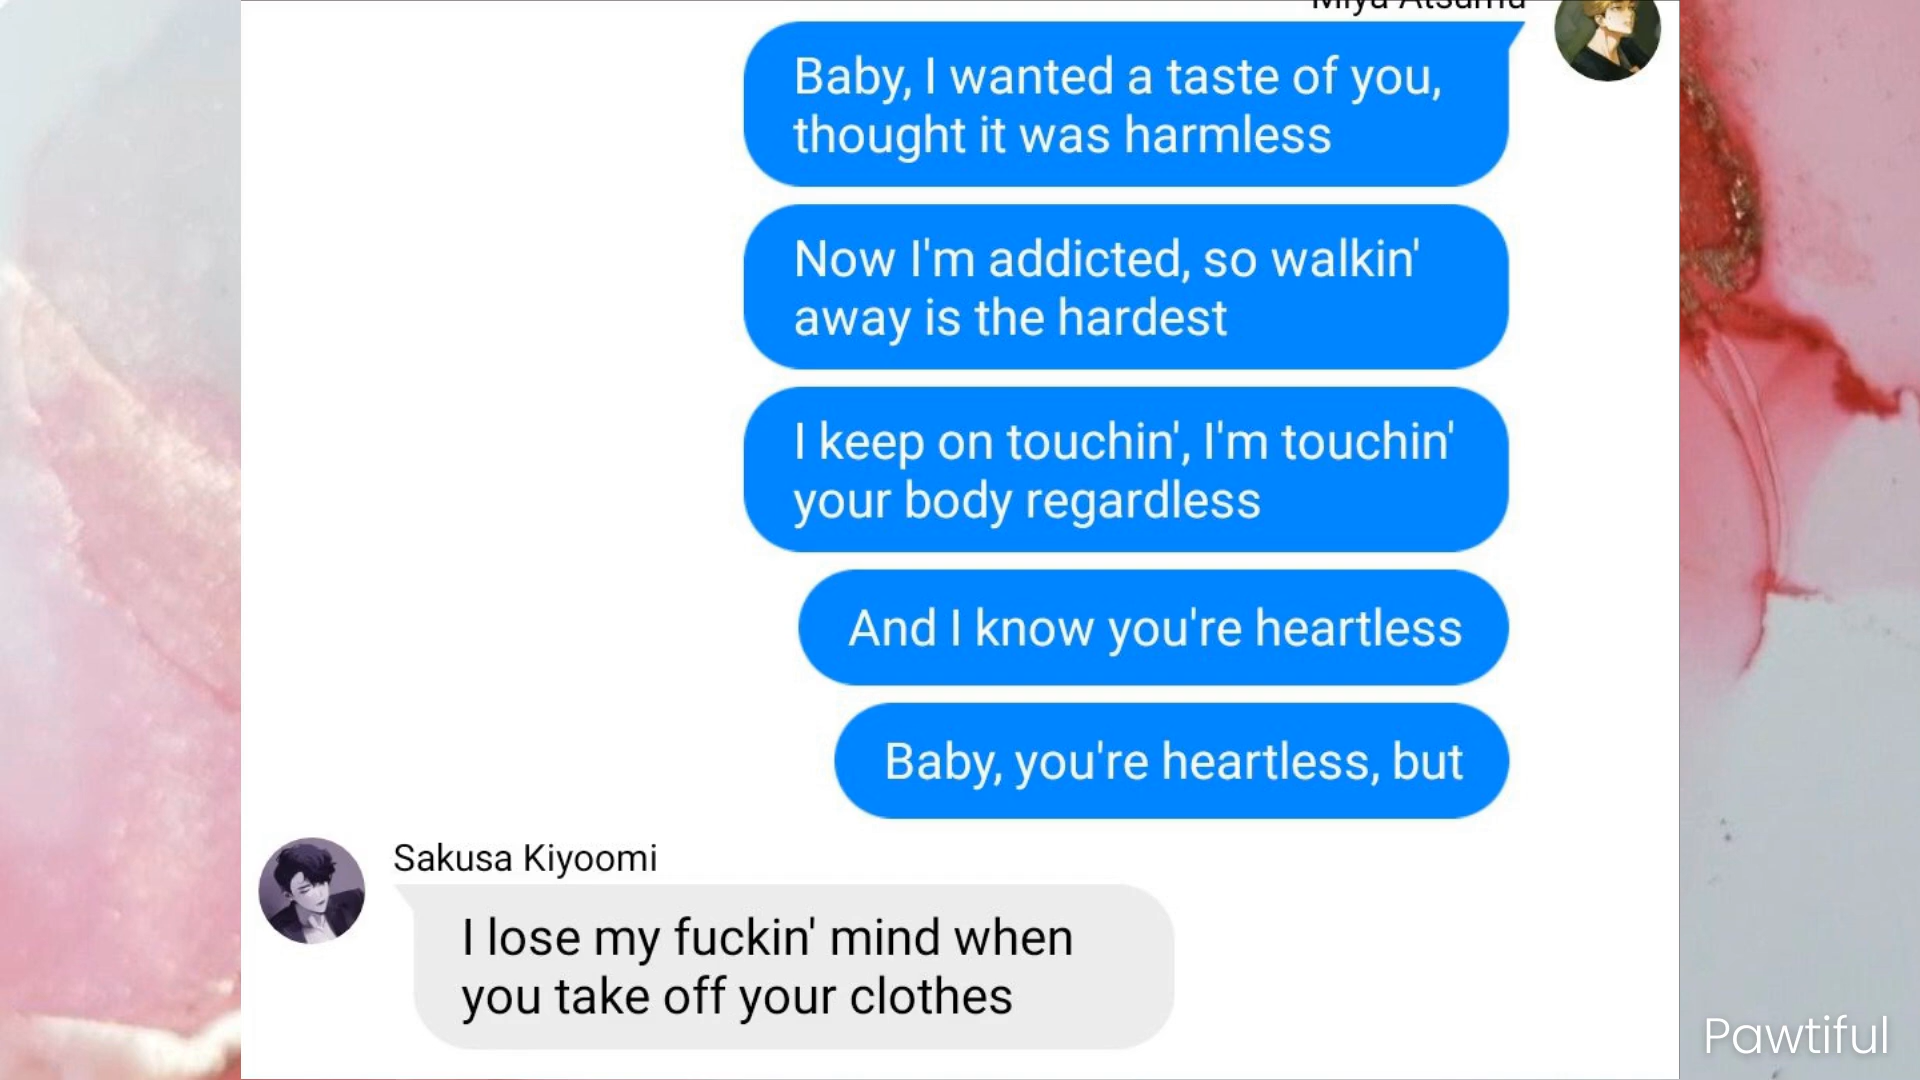 Miya Atsumu
Baby, I wanted a taste of you,
thought it was harmless
Now I'm addicted, so walkin'
away is the hardest
I keep on touchin', I'm touchin'
your body regardless
And I know you're heartless
Baby, you're heartless, but
Sakusa Kiyoomi
I lose my fuckin' mind when
you take off your clothes
Pawtiful